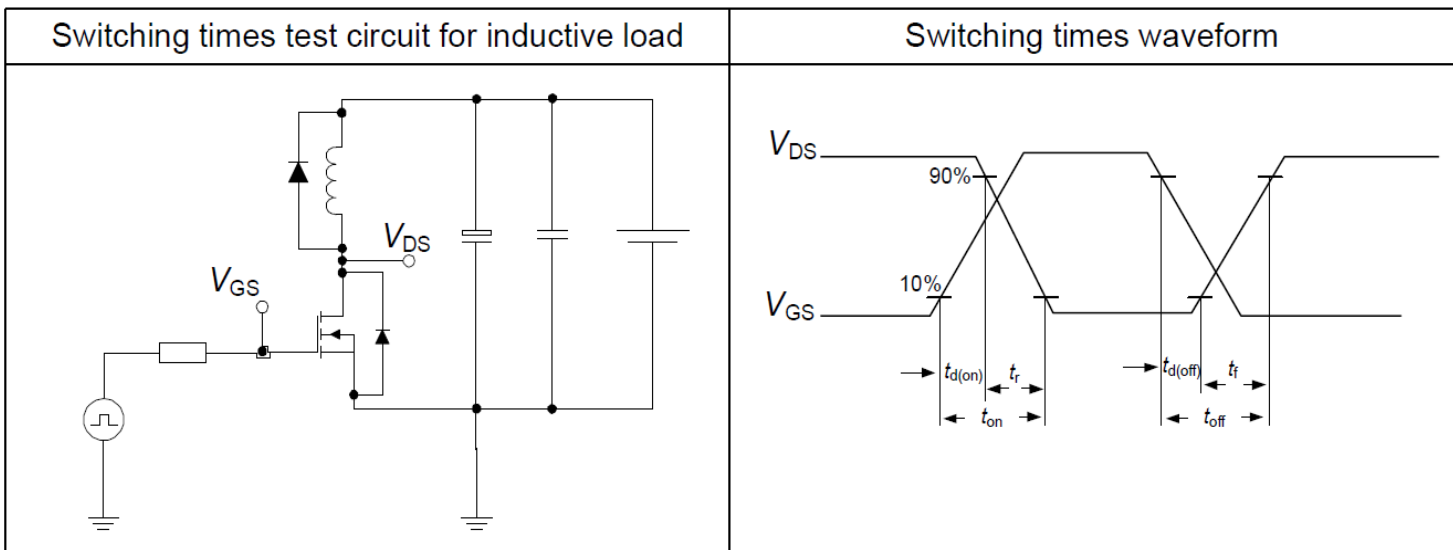 Switching times test circuit for inductive load
Switching times waveform
VDS
VGS
VDS
90%
10%
VGS
td(on)
tr
td(off)
tf
ton
toff